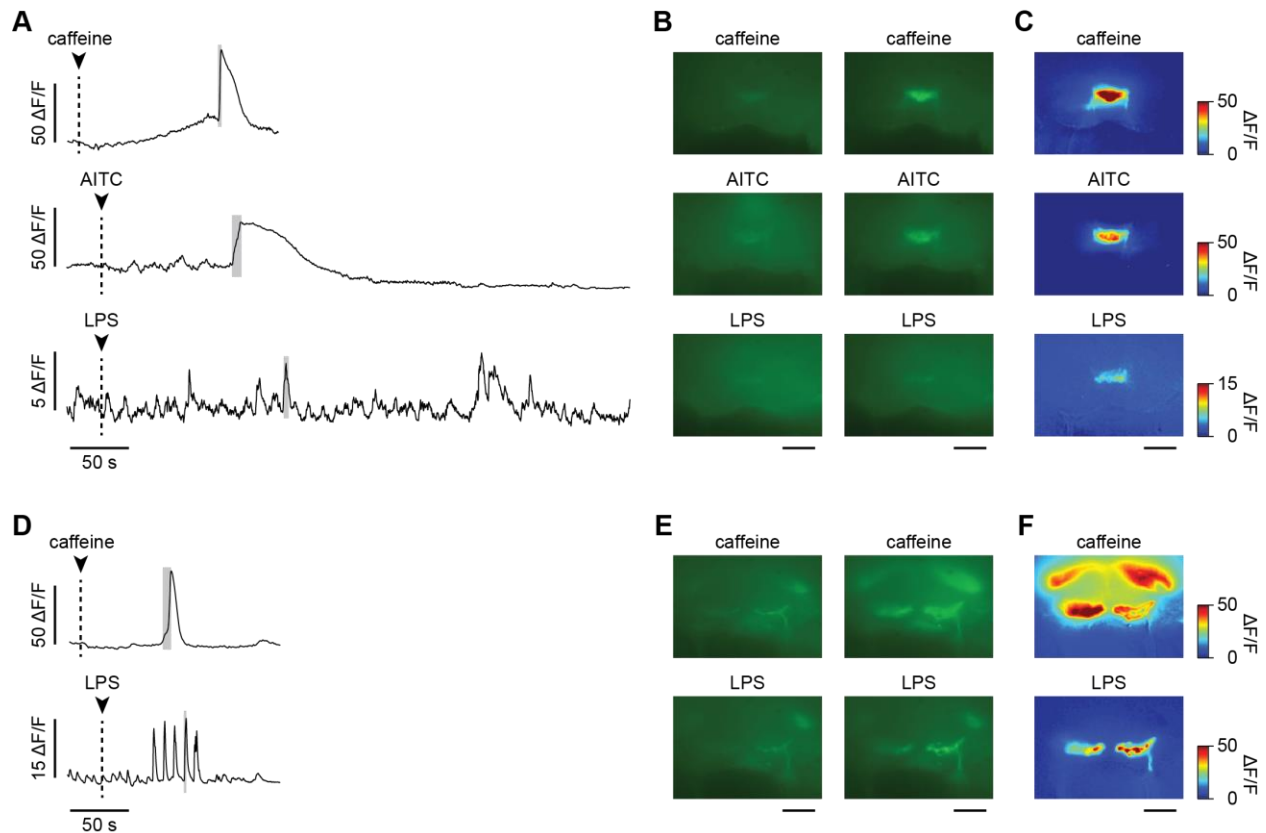 A
caffeine
50 ΔF/F
AITC
50 ΔF/F
LPS
5 ΔF/F
50 s
B
caffeine caffeine
AITC AITC
LPS LPS
C
caffeine
50
0
ΔF/F
AITC
50
0
ΔF/F
LPS
15
0
ΔF/F
D
caffeine
50 ΔF/F
LPS
15 ΔF/F
50 s
E
caffeine caffeine
LPS LPS
F
caffeine
50
0
ΔF/F
LPS
50
0
ΔF/F